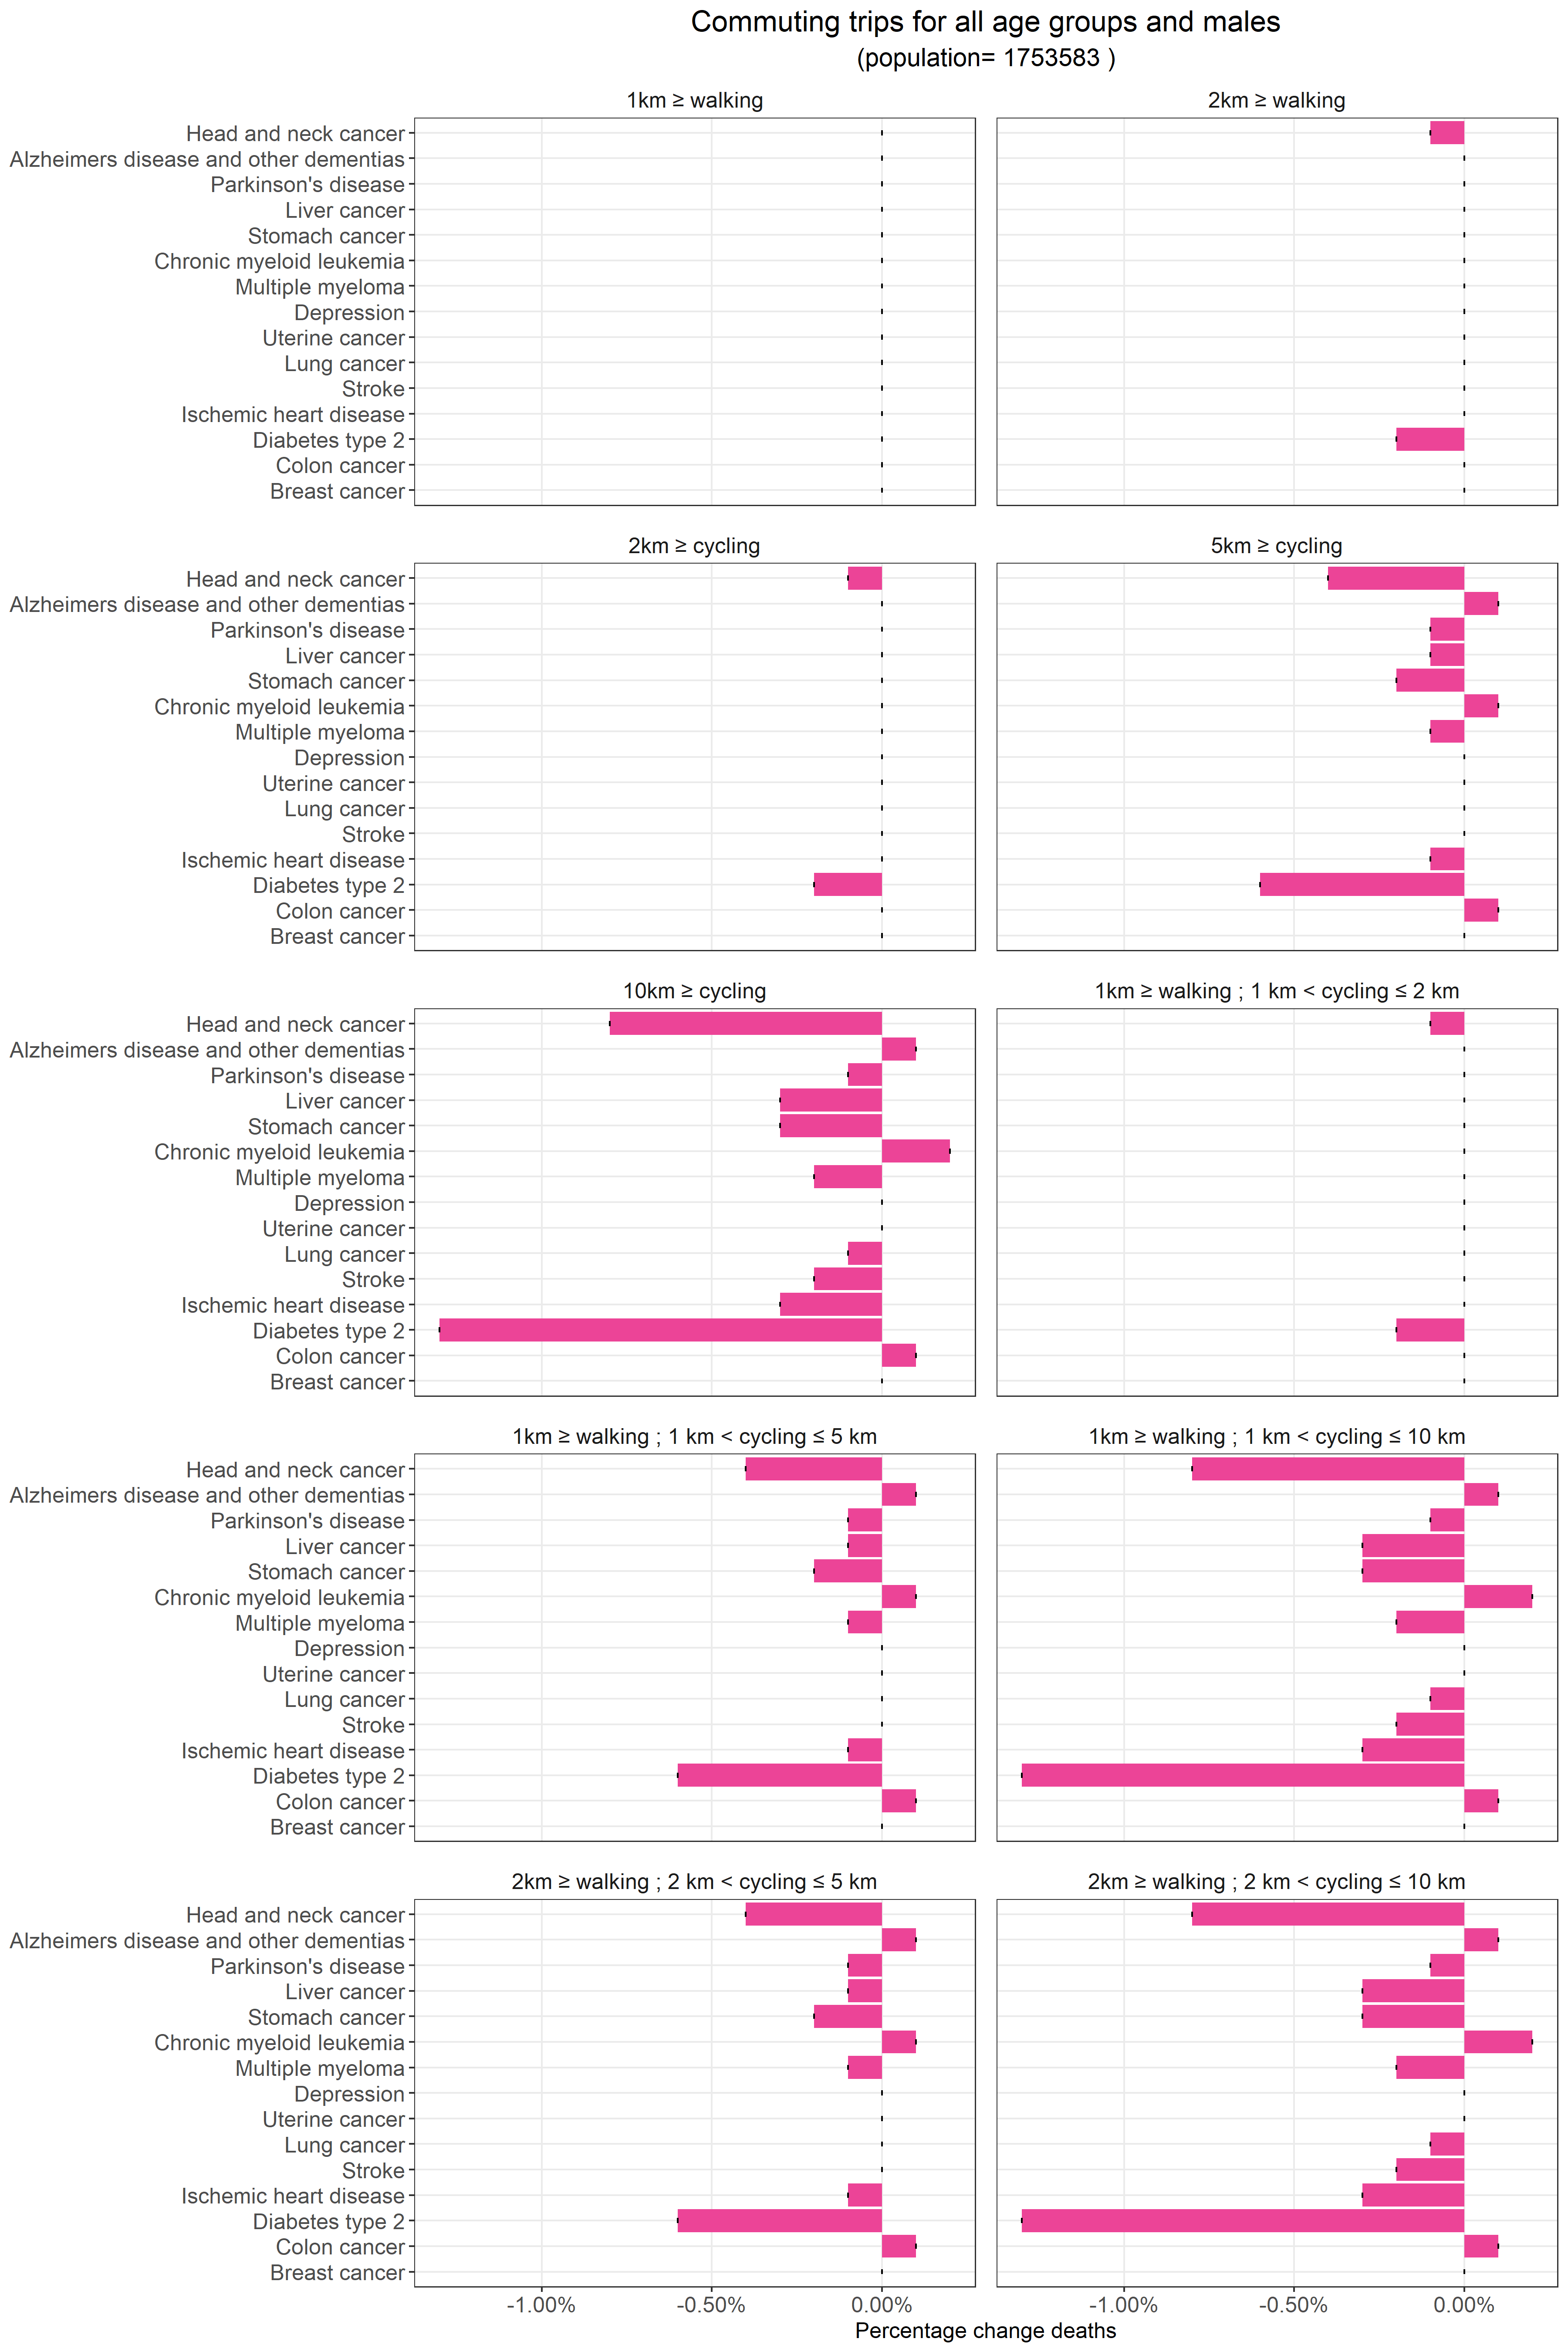 Commuting trips for all age groups and males
(population= 1753583 )
1km ≥ walking
2km ≥ walking
Head and neck cancer
Alzheimers disease and other dementias
Parkinson's disease
Liver cancer
Stomach cancer
Chronic myeloid leukemia
Multiple myeloma
Depression
Uterine cancer
Lung cancer
Stroke
Ischemic heart disease
Diabetes type 2
Colon cancer
Breast cancer
2km ≥ cycling
5km ≥ cycling
Head and neck cancer
Alzheimers disease and other dementias
Parkinson's disease
Liver cancer
Stomach cancer
Chronic myeloid leukemia
Multiple myeloma
Depression
Uterine cancer
Lung cancer
Stroke
Ischemic heart disease
Diabetes type 2
Colon cancer
Breast cancer
10km ≥ cycling
1km ≥ walking ; 1 km < cycling ≤ 2 km
Head and neck cancer
Alzheimers disease and other dementias
Parkinson's disease
Liver cancer
Stomach cancer
Chronic myeloid leukemia
Multiple myeloma
Depression
Uterine cancer
Lung cancer
Stroke
Ischemic heart disease
Diabetes type 2
Colon cancer
Breast cancer
1km ≥ walking ; 1 km < cycling ≤ 5 km
1km ≥ walking ; 1 km < cycling ≤ 10 km
Head and neck cancer
Alzheimers disease and other dementias
Parkinson's disease
Liver cancer
Stomach cancer
Chronic myeloid leukemia
Multiple myeloma
Depression
Uterine cancer
Lung cancer
Stroke
Ischemic heart disease
Diabetes type 2
Colon cancer
Breast cancer
2km ≥ walking ; 2 km < cycling ≤ 5 km
2km ≥ walking ; 2 km < cycling ≤ 10 km
Head and neck cancer
Alzheimers disease and other dementias
Parkinson's disease
Liver cancer
Stomach cancer
Chronic myeloid leukemia
Multiple myeloma
Depression
Uterine cancer
Lung cancer
Stroke
Ischemic heart disease
Diabetes type 2
Colon cancer
Breast cancer
-1.00% -0.50% 0.00% -1.00% -0.50% 0.00%
Percentage change deaths